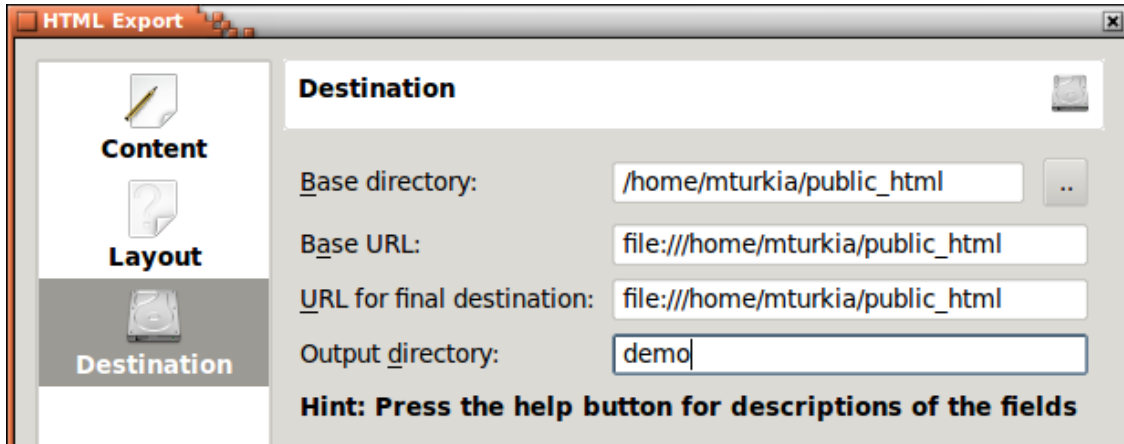 HTML Export
Content
Layout
Destination
Destination
Base directory: /home/mturkia/public_html ..
Base URL: file:///home/mturkia/public_html
URL for final destination: file:///home/mturkia/public_html
Output directory: demo
Hint: Press the help button for descriptions of the fields